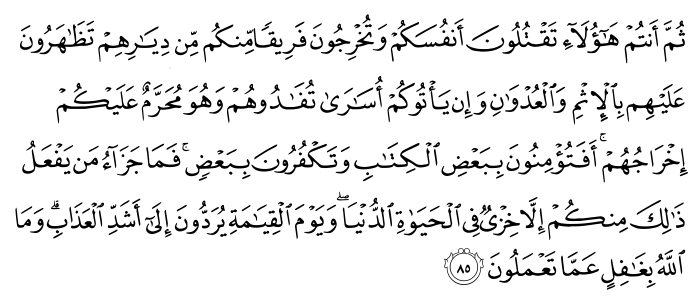 ثُمَّ أَنتُمْ هَٰٓؤُلَآءِ تَقْتُلُونَ أَنفُسَكُمْ وَتُخْرِجُونَ فَرِيقًا مِّنكُم مِّن دِيَٰرِهِمْ تَظَٰهَرُونَ
عَلَيْهِم بِٱلْإِثْمِ وَٱلْعُدْوَٰنِ وَإِن يَأْتُوكُمْ أُسَٰرَىٰ تُفَٰدُوهُمْ وَهُوَ مُحَرَّمٌ عَلَيْكُمْ
إِخْرَاجُهُمْ ۚ أَفَتُؤْمِنُونَ بِبَعْضِ ٱلْكِتَٰبِ وَتَكْفُرُونَ بِبَعْضٍ ۚ فَمَا جَزَآءُ مَن يَفْعَلُ
ذَٰلِكَ مِنكُمْ إِلَّا خِزْىٌ فِى ٱلْحَيَوٰةِ ٱلدُّنْيَا ۖ وَيَوْمَ ٱلْقِيَٰمَةِ يُرَدُّونَ إِلَىٰٓ أَشَدِّ ٱلْعَذَابِ ۗ وَمَا
ٱللَّهُ بِغَٰفِلٍ عَمَّا تَعْمَلُونَ ٨٥